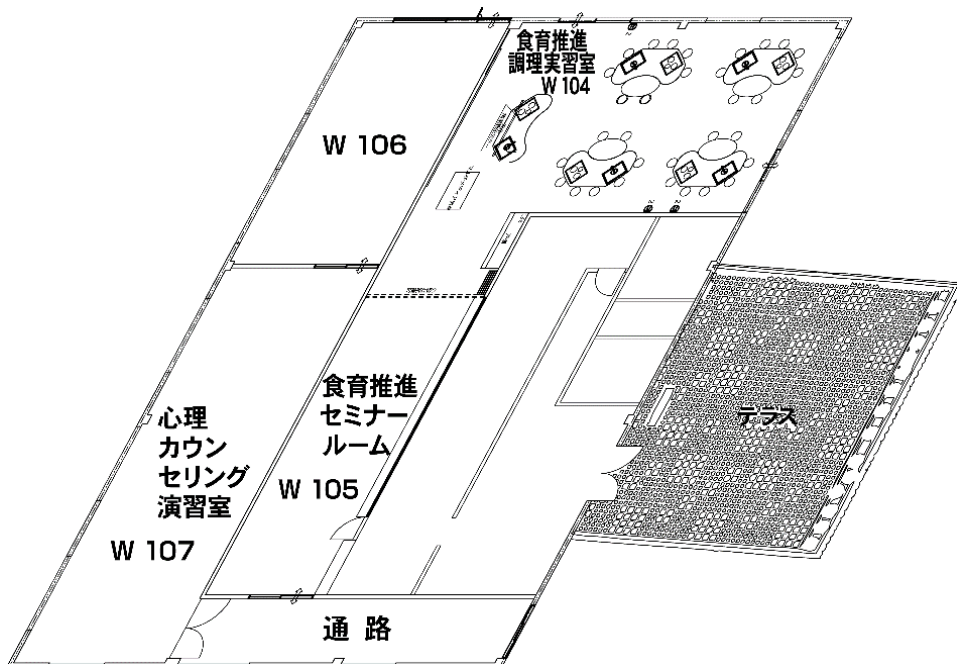 食育推進
調理実習室
W 104
W 106
食育推進
セミナー
ルーム
W 105
心理
カウン
セリング
演習室
W 107
テラス
通 路